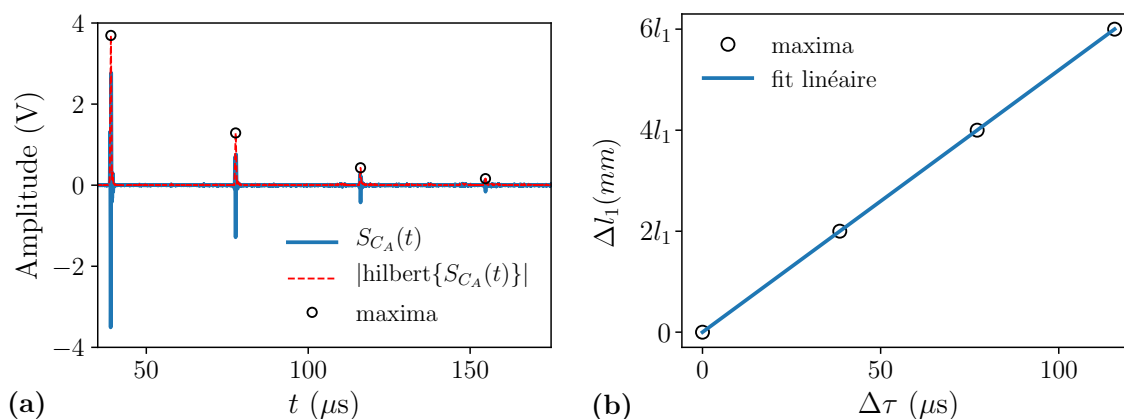 Amplitude (V)
4
2
0
−2
−4
S_{C_A}(t)
|hilbert{S_{C_A}(t)}|
maxima
50
100
150
t (μs)
(a)
Δl₁(mm)
6l₁
4l₁
2l₁
0
maxima
fit linéaire
0
50
100
Δτ (μs)
(b)